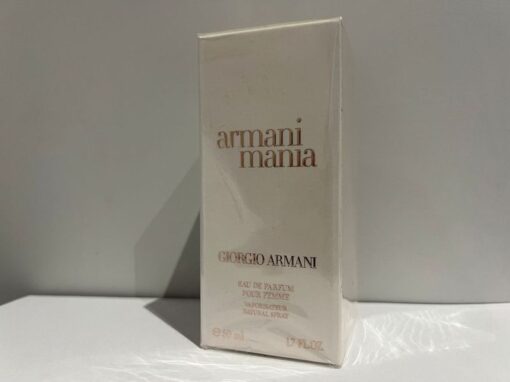 armani
mania
GIORGIO ARMANI
EAU DE PARFUM
POUR FEMME
VAPORISATEUR
NATURAL SPRAY
℮ 50 ml 1.7 FL.OZ.